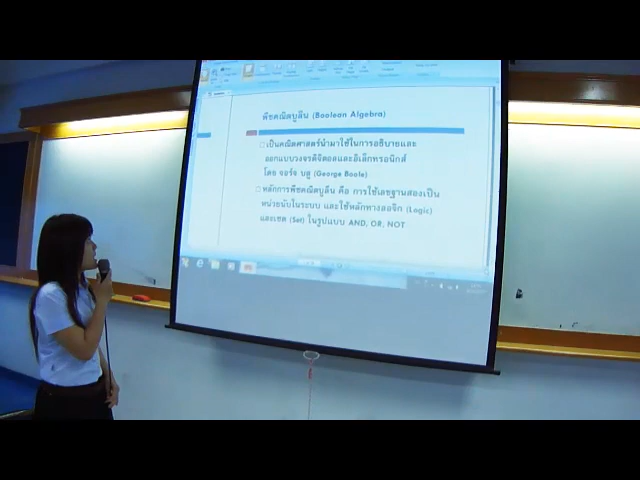 พีชคณิตบูลีน (Boolean Algebra)
เป็นคณิตศาสตร์นำมาใช้ในการอธิบายและ
ออกแบบวงจรดิจิตอลและอิเล็กทรอนิกส์
โดย จอร์จ บลู (George Boole)
หลักการพีชคณิตบูลีน คือ การใช้เลขฐานสองเป็น
หน่วยนับในระบบ และใช้หลักทางลอจิก (Logic)
และเซต (Set) ในรูปแบบ AND, OR, NOT